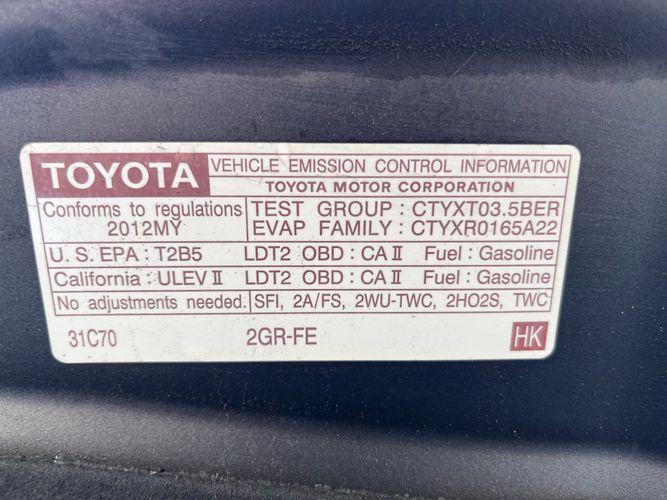 TOYOTA VEHICLE EMISSION CONTROL INFORMATION
TOYOTA MOTOR CORPORATION
Conforms to regulations TEST GROUP : CTYXT03.5BER
2012MY EVAP FAMILY : CTYXR0165A22
U. S. EPA : T2B5 LDT2 OBD : CA II Fuel : Gasoline
California : ULEV II LDT2 OBD : CA II Fuel : Gasoline
No adjustments needed. SFI, 2A/FS, 2WU-TWC, 2HO2S, TWC
31C70 2GR-FE HK